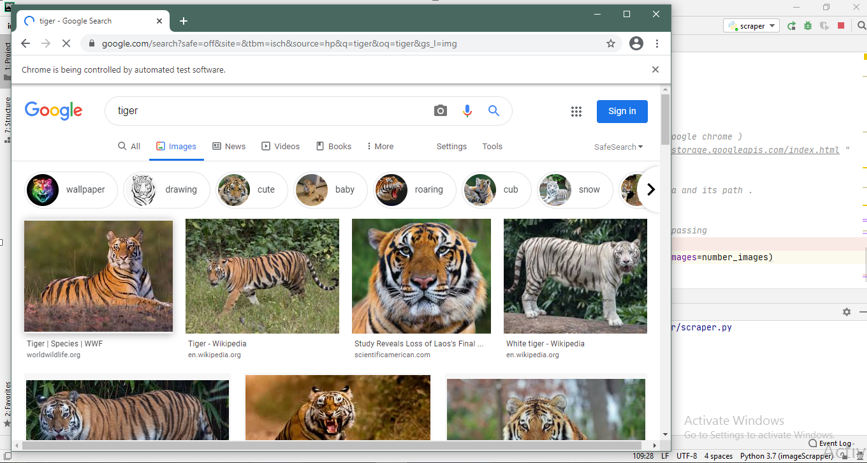 tiger - Google Search
google.com/search?safe=off&site=&tbm=isch&source=hp&q=tiger&oq=tiger&gs_l=img
Chrome is being controlled by automated test software.
Google
tiger
Sign in
All
Images
News
Videos
Books
More
Settings
Tools
SafeSearch
wallpaper
drawing
cute
baby
roaring
cub
snow
Tiger | Species | WWF
worldwildlife.org
Tiger - Wikipedia
en.wikipedia.org
Study Reveals Loss of Laos's Final ...
scientificamerican.com
White tiger - Wikipedia
en.wikipedia.org
scraper
1: Project
7: Structure
2: Favorites
oogle chrome )
storage.googleapis.com/index.html "
a and its path .
passing
mages=number_images)
r/scraper.py
Activate Windows
Go to Settings to activate Windows.
Event Log
109:28 LF UTF-8 4 spaces Python 3.7 (imageScrapper)
Activ